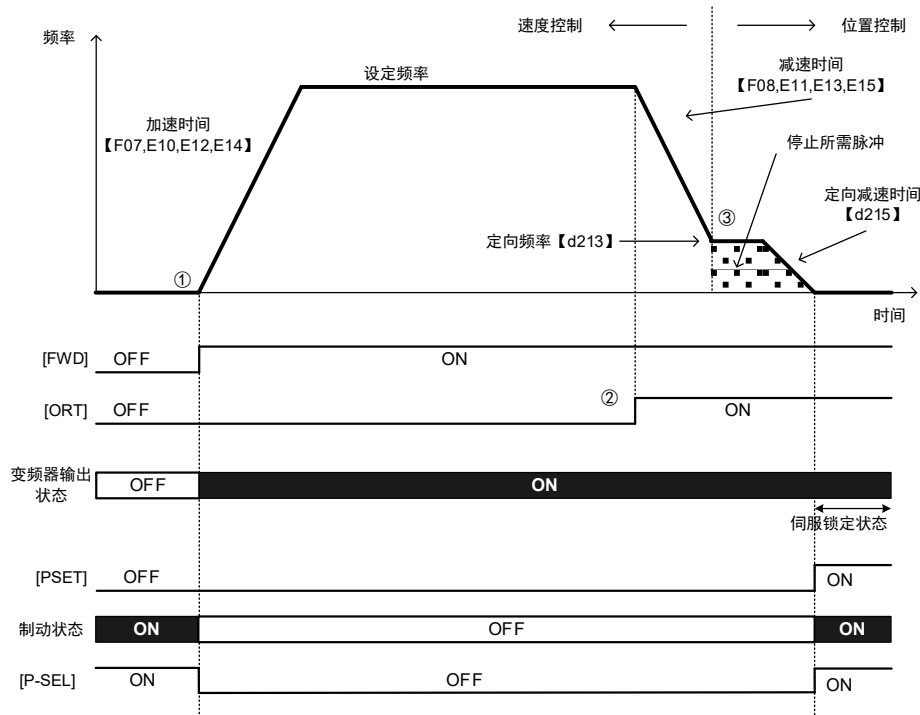 速度控制
位置控制
频率
设定频率
减速时间
【F08,E11,E13,E15】
加速时间
【F07,E10,E12,E14】
停止所需脉冲
定向减速时间
【d215】
③
定向频率【d213】
①
时间
[FWD] OFF ON
[ORT] OFF ② ON
变频器输出
状态
OFF ON
伺服锁定状态
[PSET] OFF ON
制动状态 ON OFF ON
[P-SEL] ON OFF ON